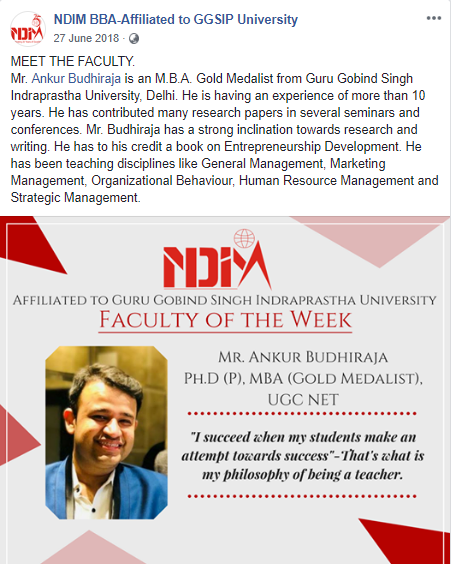 NDIM BBA-Affiliated to GGSIP University
27 June 2018 ·
MEET THE FACULTY.
Mr. Ankur Budhiraja is an M.B.A. Gold Medalist from Guru Gobind Singh
Indraprastha University, Delhi. He is having an experience of more than 10
years. He has contributed many research papers in several seminars and
conferences. Mr. Budhiraja has a strong inclination towards research and
writing. He has to his credit a book on Entrepreneurship Development. He
has been teaching disciplines like General Management, Marketing
Management, Organizational Behaviour, Human Resource Management and
Strategic Management.
NDIM
AFFILIATED TO GURU GOBIND SINGH INDRAPRASTHA UNIVERSITY
FACULTY OF THE WEEK
MR. ANKUR BUDHIRAJA
PH.D (P), MBA (GOLD MEDALIST),
UGC NET
"I succeed when my students make an
attempt towards success"-That's what is
my philosophy of being a teacher.